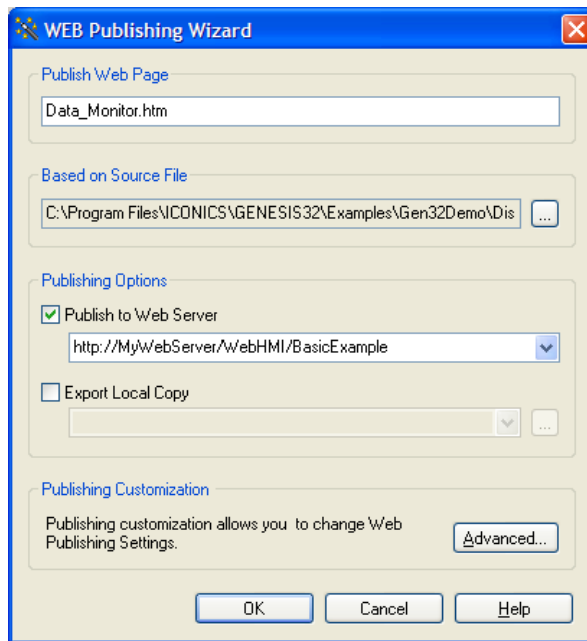 WEB Publishing Wizard
Publish Web Page
Data_Monitor.htm
Based on Source File
C:\Program Files\ICONICS\GENESIS32\Examples\Gen32Demo\Dis
...
Publishing Options
Publish to Web Server
http://MyWebServer/WebHMI/BasicExample
Export Local Copy
...
Publishing Customization
Publishing customization allows you to change Web
Publishing Settings.
Advanced...
OK Cancel Help